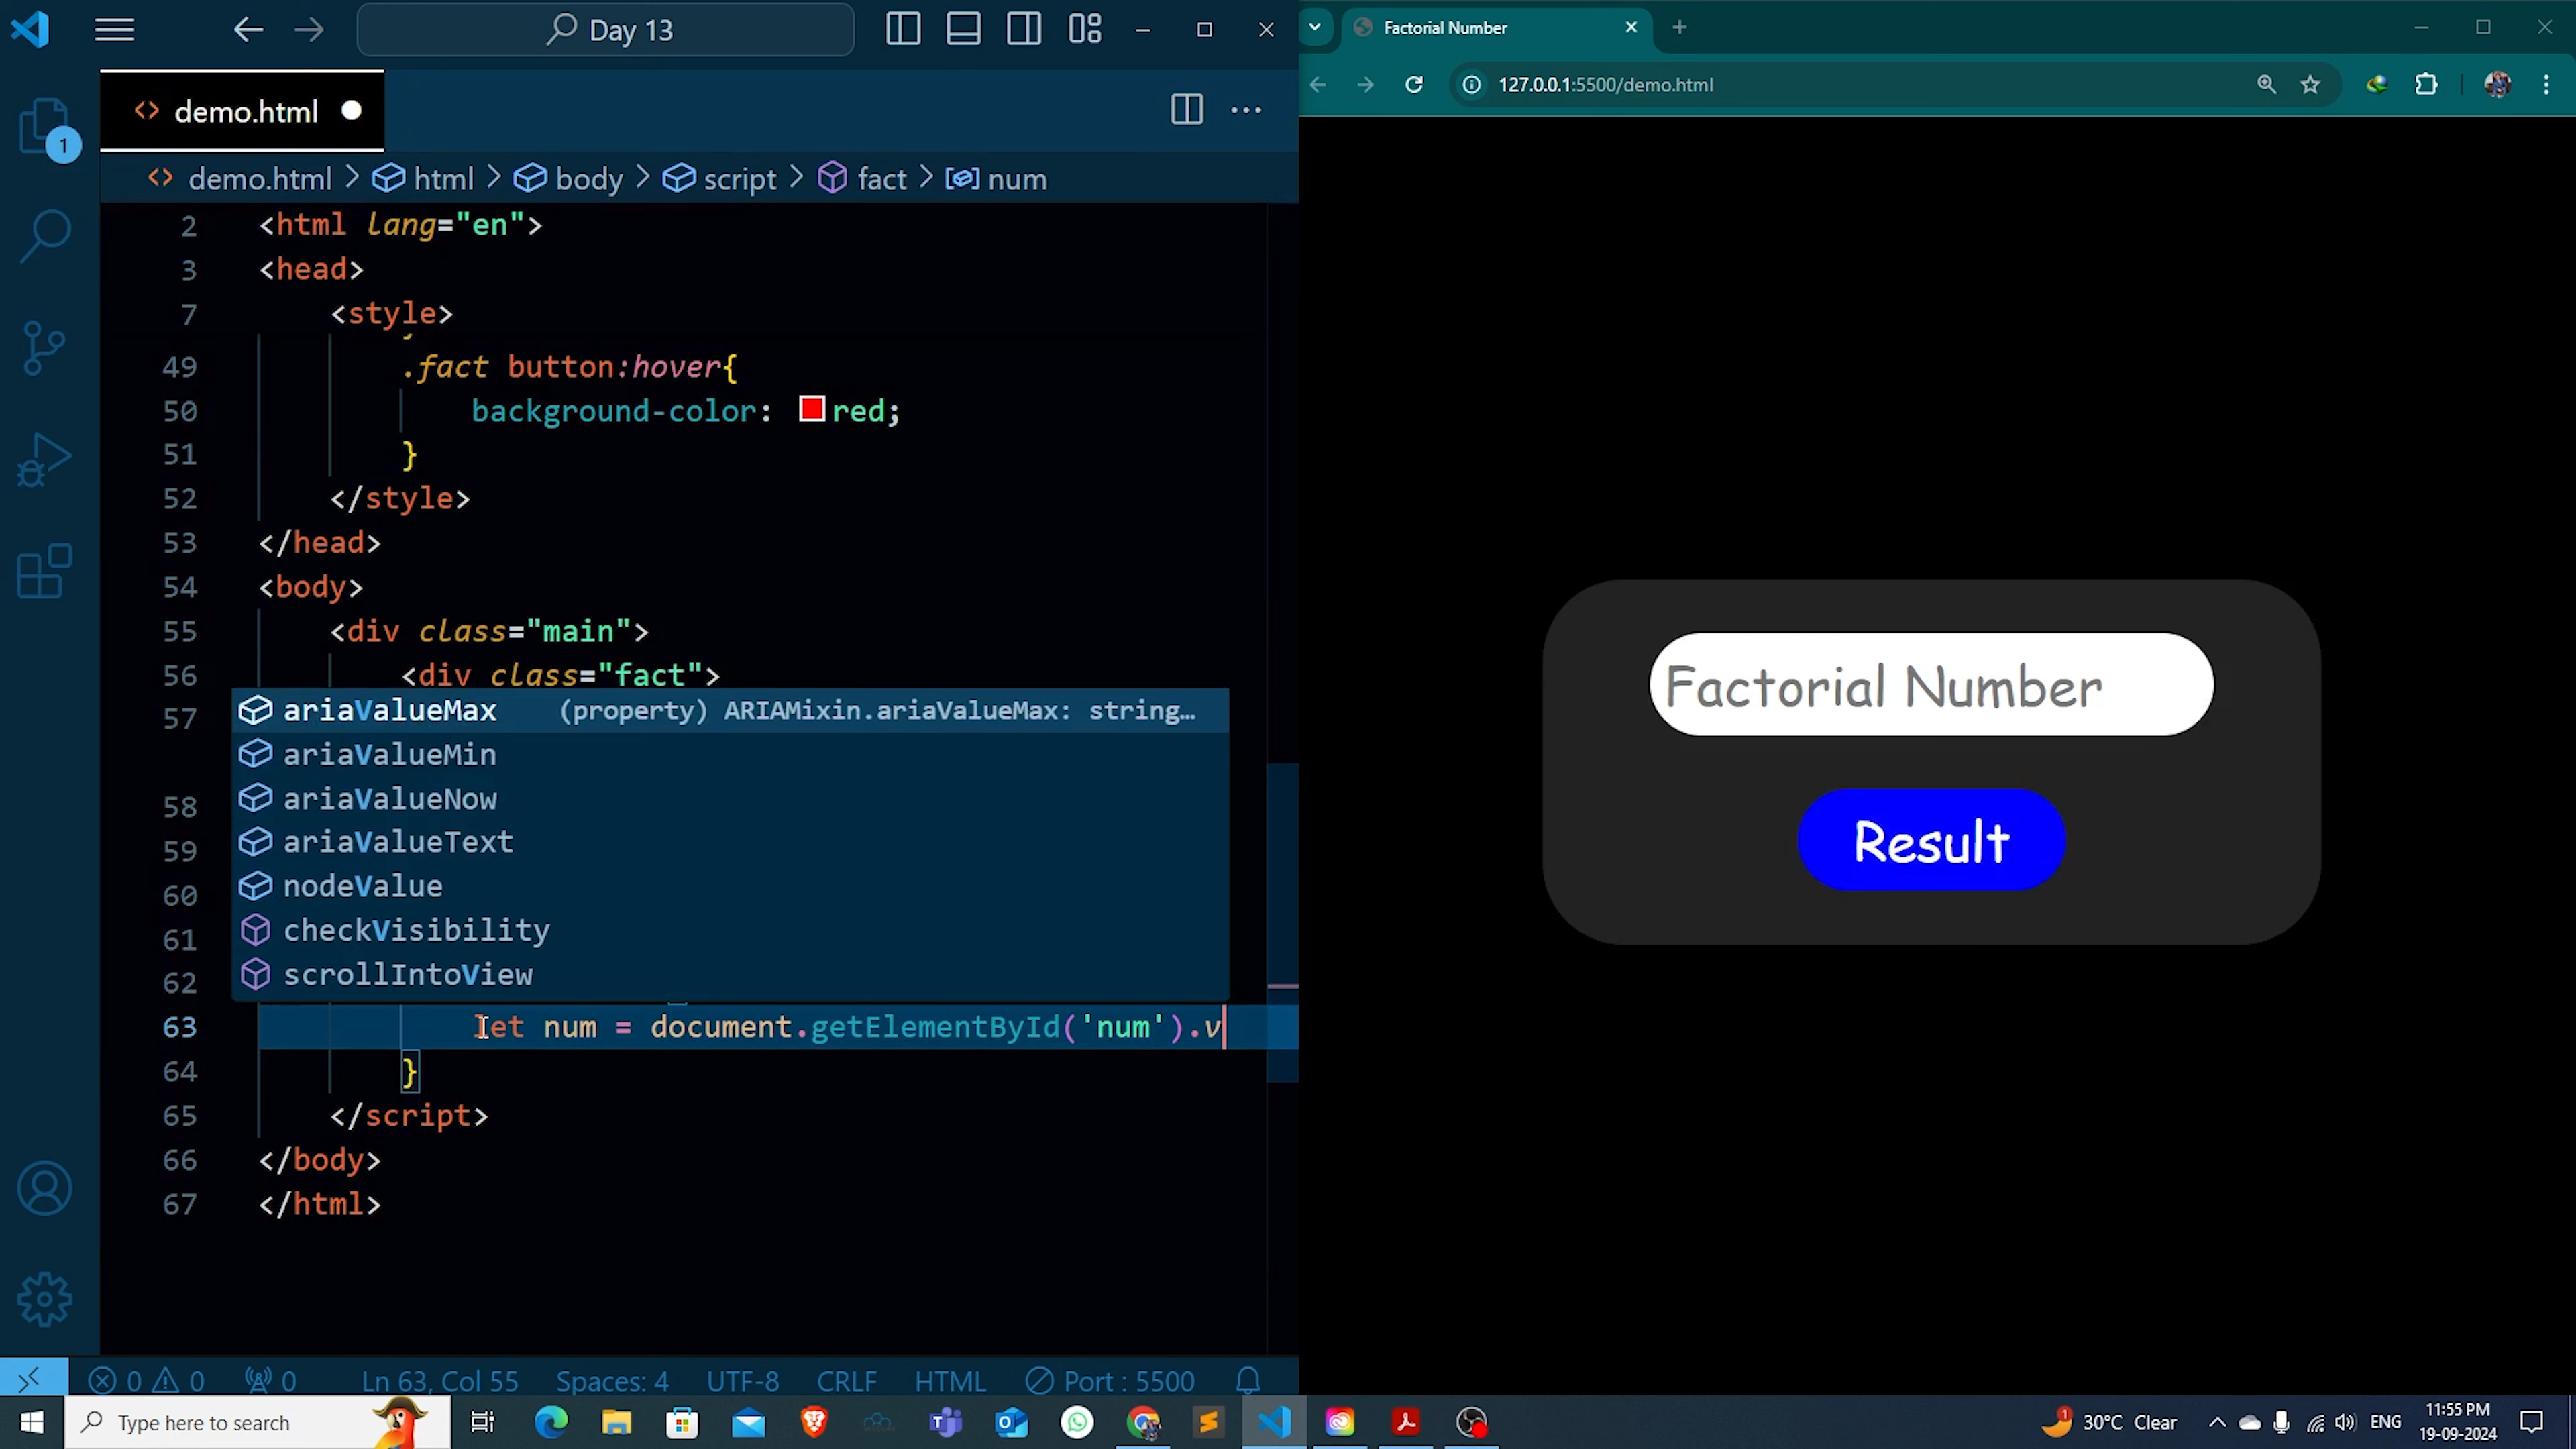 Day 13
demo.html
1
demo.html > html > body > script > fact > num
2 <html lang="en">
3 <head>
7 <style>
49 .fact button:hover{
50 background-color: red;
51 }
52 </style>
53 </head>
54 <body>
55 <div class="main">
56 <div class="fact">
57
ariaValueMax (property) ARIAMixin.ariaValueMax: string…
ariaValueMin
ariaValueNow
58
ariaValueText
59
nodeValue
60
checkVisibility
61
scrollIntoView
62
63 let num = document.getElementById('num').v
64 }
65 </script>
66 </body>
67 </html>
0 0 0 Ln 63, Col 55 Spaces: 4 UTF-8 CRLF HTML Port : 5500
Factorial Number
127.0.0.1:5500/demo.html
Factorial Number
Result
Type here to search
1 30°C Clear ENG 11:55 PM
19-09-2024